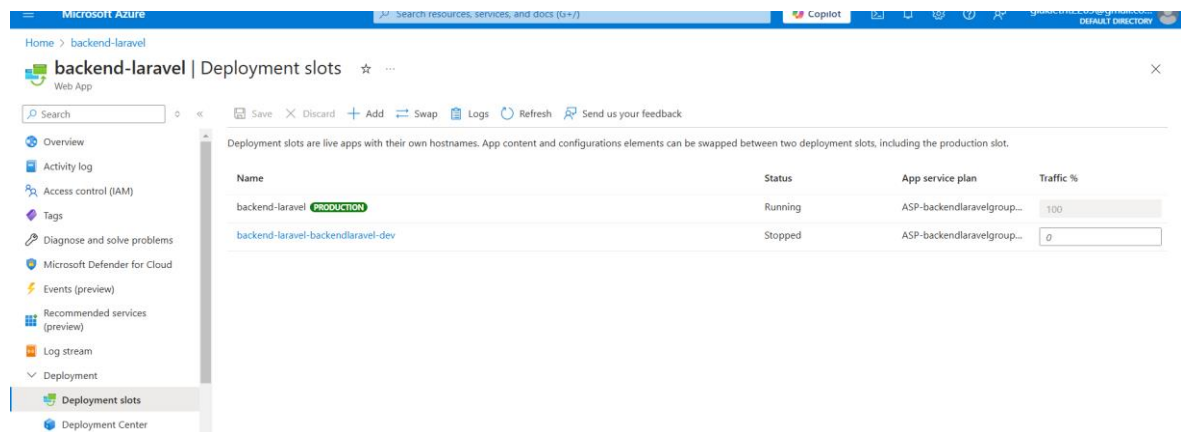 Microsoft Azure
Search resources, services, and docs (G+/)
Copilot
DEFAULT DIRECTORY
Home > backend-laravel
backend-laravel | Deployment slots
Web App
Search
Save Discard Add Swap Logs Refresh Send us your feedback
Overview
Activity log
Access control (IAM)
Tags
Diagnose and solve problems
Microsoft Defender for Cloud
Events (preview)
Recommended services
(preview)
Log stream
Deployment
Deployment slots
Deployment Center
Deployment slots are live apps with their own hostnames. App content and configurations elements can be swapped between two deployment slots, including the production slot.
Name Status App service plan Traffic %
backend-laravel PRODUCTION Running ASP-backendlaravelgroup... 100
backend-laravel-backendlaravel-dev Stopped ASP-backendlaravelgroup... 0